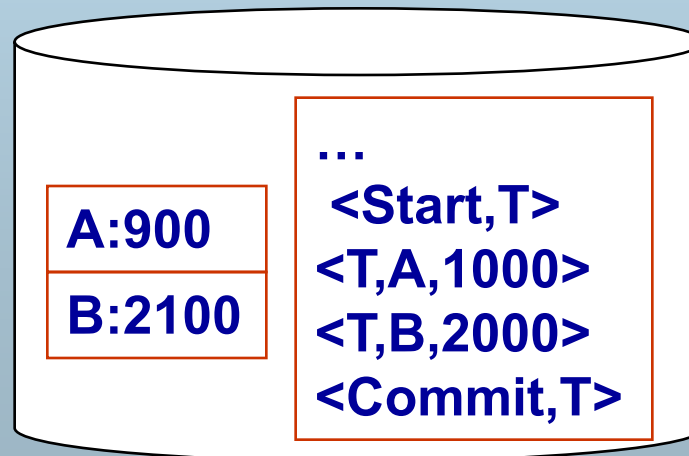 A:900
B:2100
...
<Start,T>
<T,A,1000>
<T,B,2000>
<Commit,T>